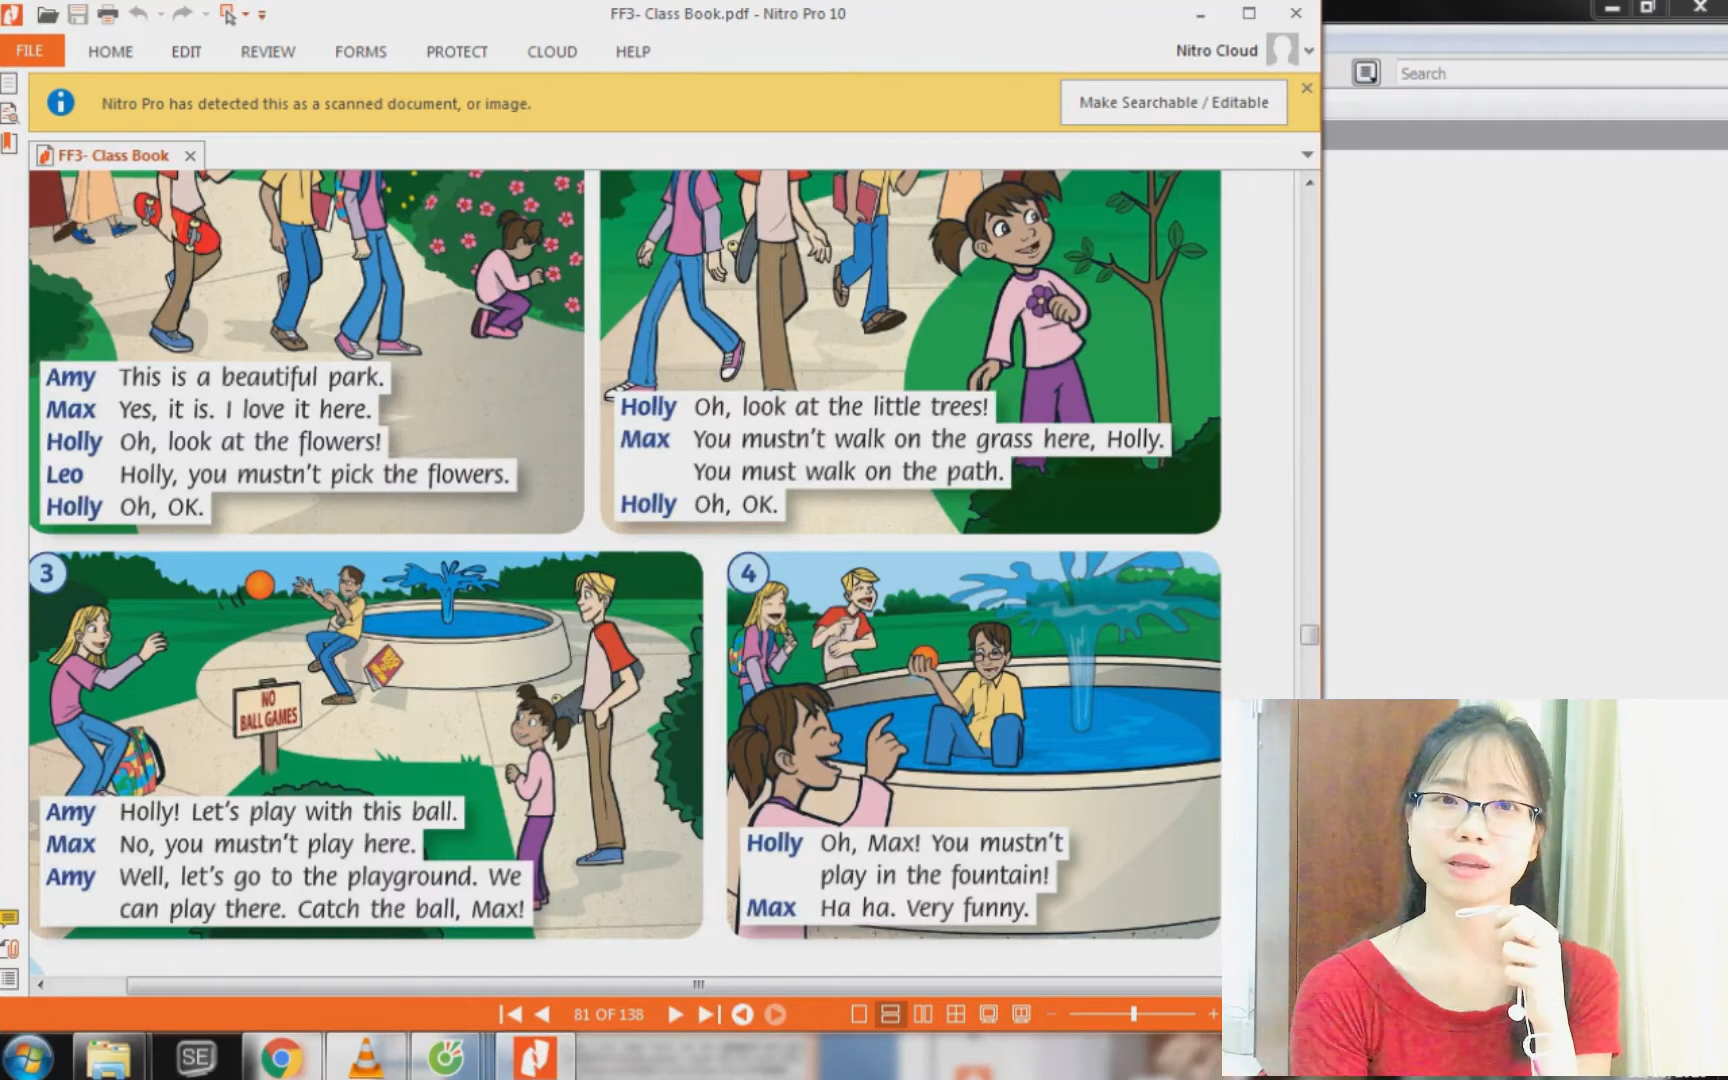 FF3- Class Book.pdf - Nitro Pro 10
FILE HOME EDIT REVIEW FORMS PROTECT CLOUD HELP
Nitro Cloud
Search
Nitro Pro has detected this as a scanned document, or image.
Make Searchable / Editable
FF3- Class Book
Amy This is a beautiful park.
Max Yes, it is. I love it here.
Holly Oh, look at the flowers!
Leo Holly, you mustn't pick the flowers.
Holly Oh, OK.
Holly Oh, look at the little trees!
Max You mustn't walk on the grass here, Holly.
You must walk on the path.
Holly Oh, OK.
3
NO
BALL GAMES
Amy Holly! Let's play with this ball.
Max No, you mustn't play here.
Amy Well, let's go to the playground. We
can play there. Catch the ball, Max!
4
Holly Oh, Max! You mustn't
play in the fountain!
Max Ha ha. Very funny.
81 OF 138
SE